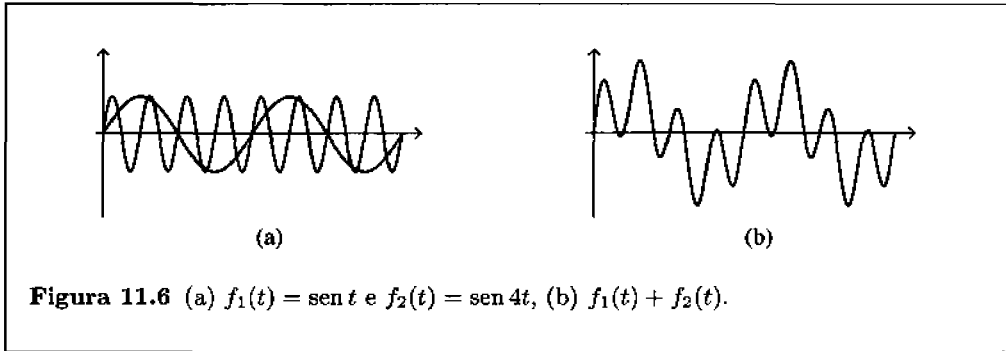 (a) (b)
Figura 11.6 (a) f₁(t) = sen t e f₂(t) = sen 4t, (b) f₁(t) + f₂(t).